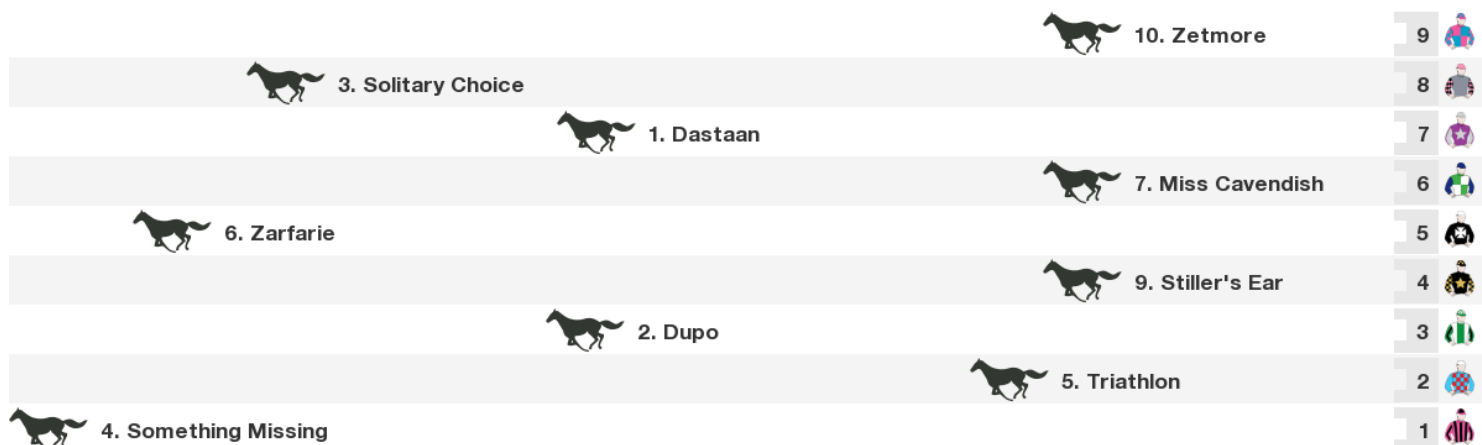 10. Zetmore 9
3. Solitary Choice 8
1. Dastaan 7
7. Miss Cavendish 6
6. Zarfarie 5
9. Stiller's Ear 4
2. Dupo 3
5. Triathlon 2
4. Something Missing 1